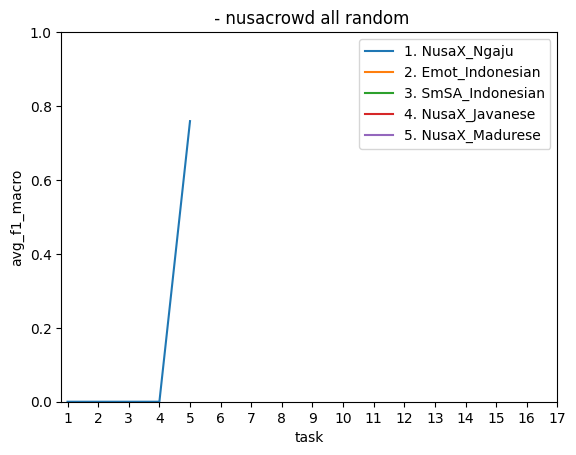 - nusacrowd all random
1. NusaX_Ngaju
2. Emot_Indonesian
3. SmSA_Indonesian
4. NusaX_Javanese
5. NusaX_Madurese
avg_f1_macro
1.0
0.8
0.6
0.4
0.2
0.0
1 2 3 4 5 6 7 8 9 10 11 12 13 14 15 16 17
task